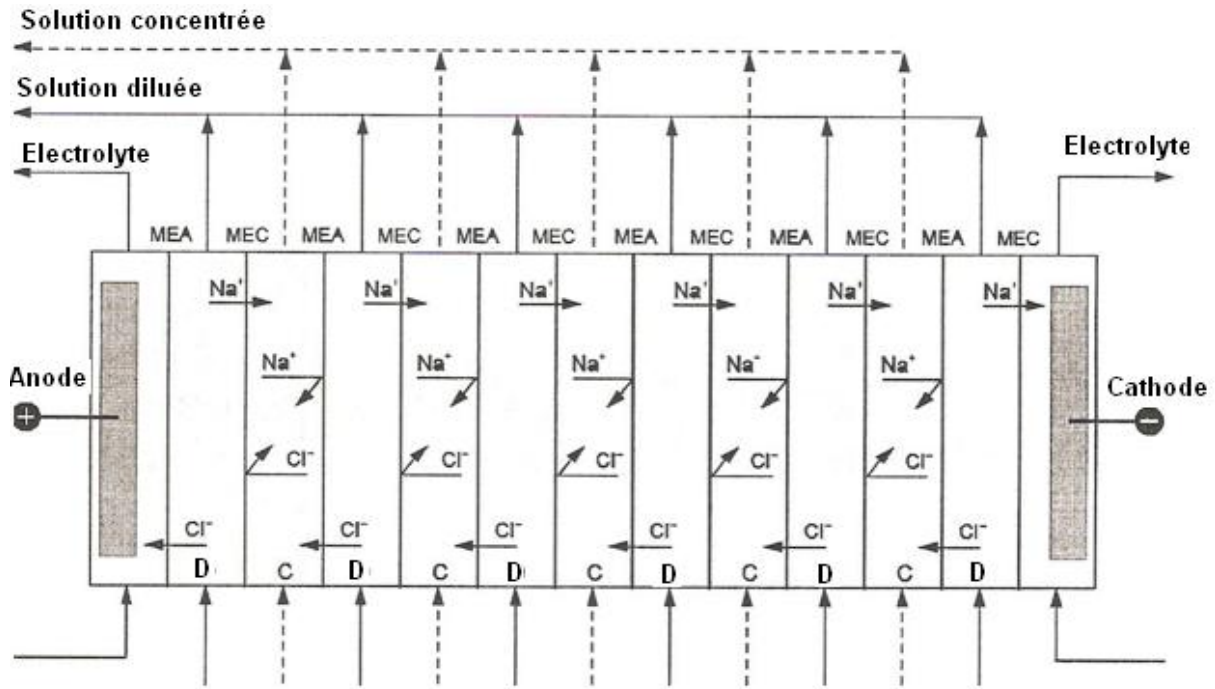 Solution concentrée
Solution diluée
Electrolyte Electrolyte
MEA MEC MEA MEC MEA MEC MEA MEC MEA MEC MEA MEC
Na⁺ Na⁺ Na⁺ Na⁺ Na⁺ Na⁺
Na⁺ Na⁺ Na⁺ Na⁻ Na⁺
Anode Cathode
+ −
Cl⁻ Cl⁻ Cl⁻ Cl⁻ Cl⁻
Cl⁻ Cl⁻ Cl⁻ Cl⁻ Cl⁻ Cl⁻
D C D C D C D C D C D